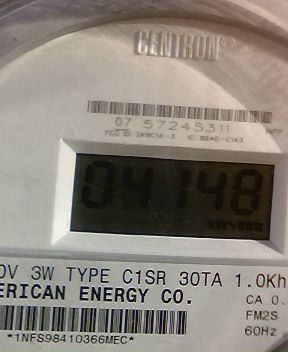 CENTRON®
07 57245311
04148
0V 3W TYPE C1SR 30TA 1.0Kh
ERICAN ENERGY CO.
CA 0.
FM2S
60Hz
*1NFS98410366MEC*